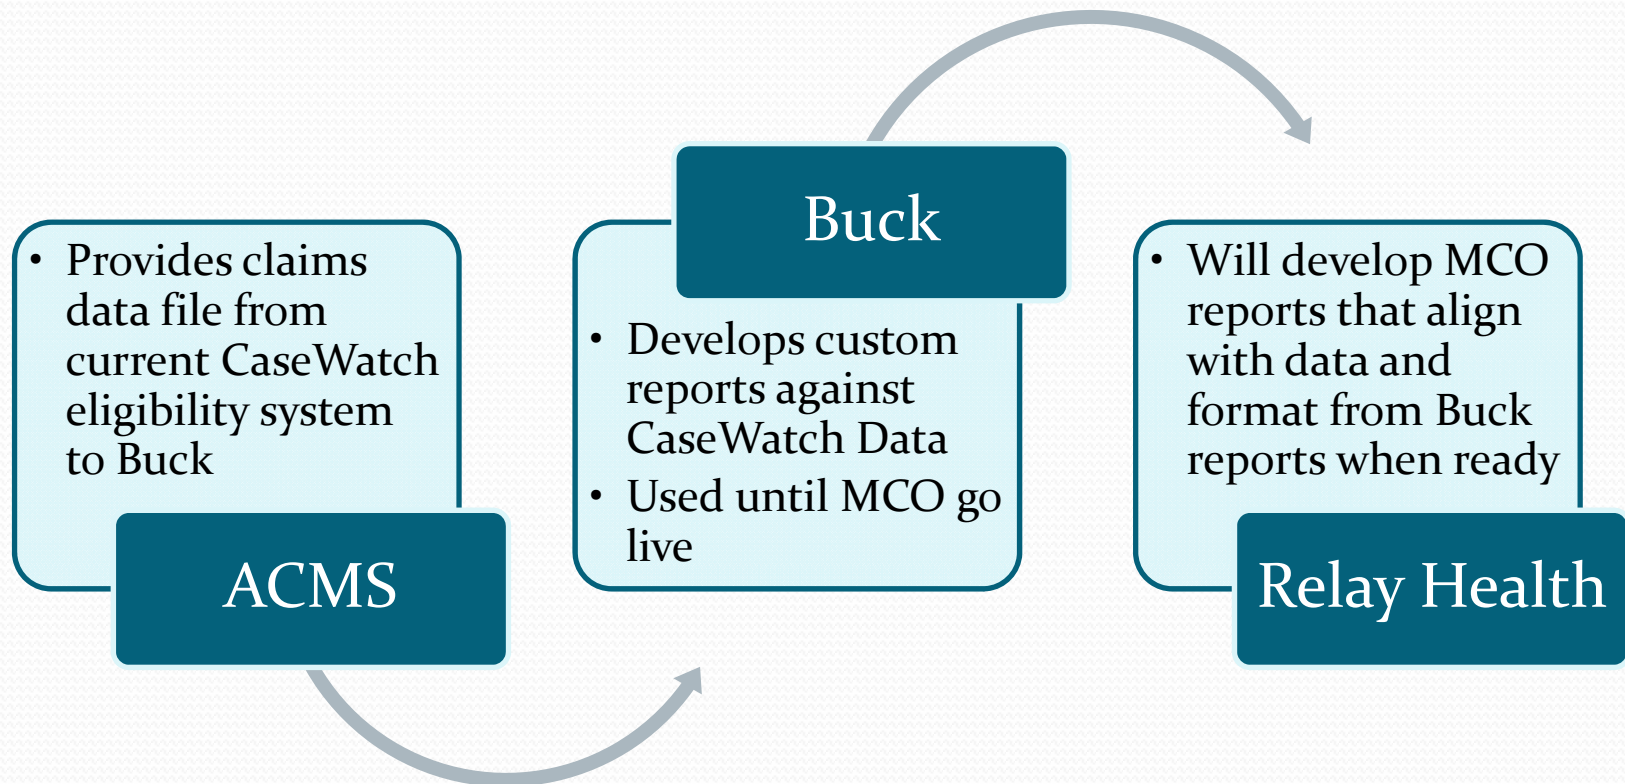 • Provides claims
data file from
current CaseWatch
eligibility system
to Buck
ACMS
Buck
• Develops custom
reports against
CaseWatch Data
• Used until MCO go
live
• Will develop MCO
reports that align
with data and
format from Buck
reports when ready
Relay Health